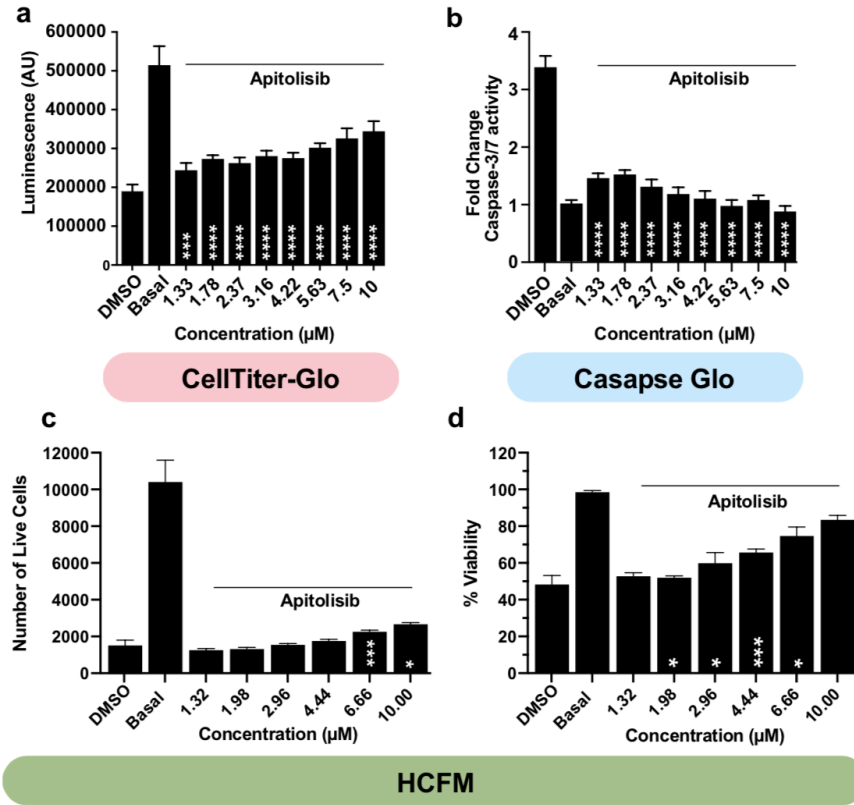 a
600000
500000
400000
300000
200000
100000
0
Luminescence (AU)
Apitolisib
***
****
****
****
****
****
****
****
DMSO
Basal
1.33
1.78
2.37
3.16
4.22
5.63
7.5
10
Concentration (µM)
CellTiter-Glo
b
4
3
2
1
0
Fold Change
Caspase-3/7 activity
Apitolisib
****
****
****
****
****
****
****
****
DMSO
Basal
1.33
1.78
2.37
3.16
4.22
5.63
7.5
10
Concentration (µM)
Casapse Glo
c
12000
10000
8000
6000
4000
2000
0
Number of Live Cells
Apitolisib
***
*
DMSO
Basal
1.32
1.98
2.96
4.44
6.66
10.00
Concentration (µM)
d
120
100
80
60
40
20
0
% Viability
Apitolisib
*
*
***
*
DMSO
Basal
1.32
1.98
2.96
4.44
6.66
10.00
Concentration (µM)
HCFM